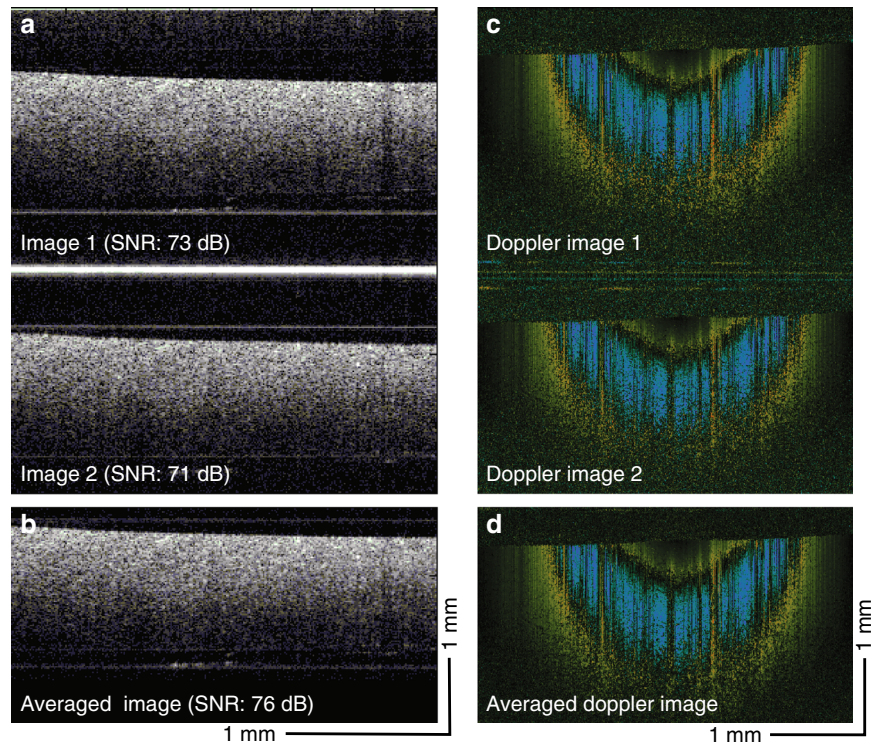 a
Image 1 (SNR: 73 dB)
Image 2 (SNR: 71 dB)
b
Averaged image (SNR: 76 dB)
1 mm
1 mm
c
Doppler image 1
Doppler image 2
d
Averaged doppler image
1 mm
1 mm